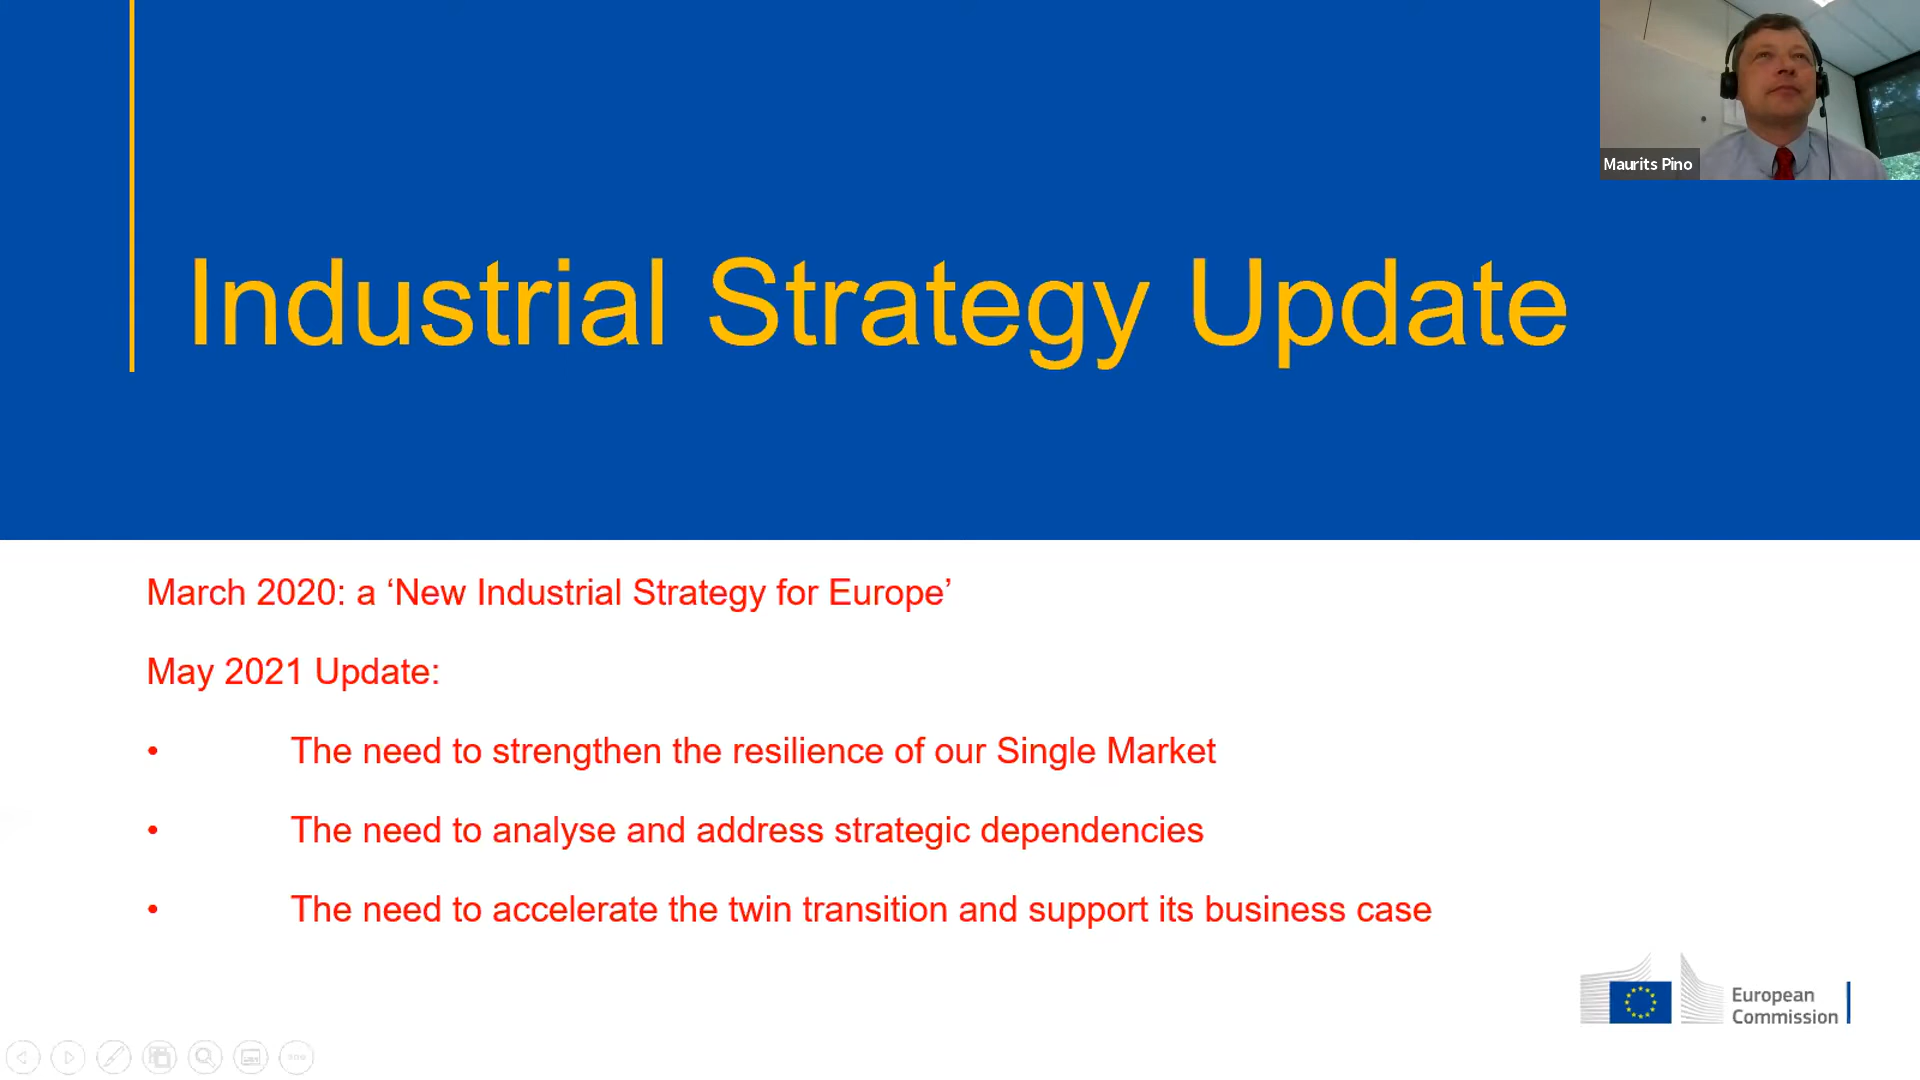 Maurits Pino
Industrial Strategy Update
March 2020: a ‘New Industrial Strategy for Europe’
May 2021 Update:
• The need to strengthen the resilience of our Single Market
• The need to analyse and address strategic dependencies
• The need to accelerate the twin transition and support its business case
European
Commission